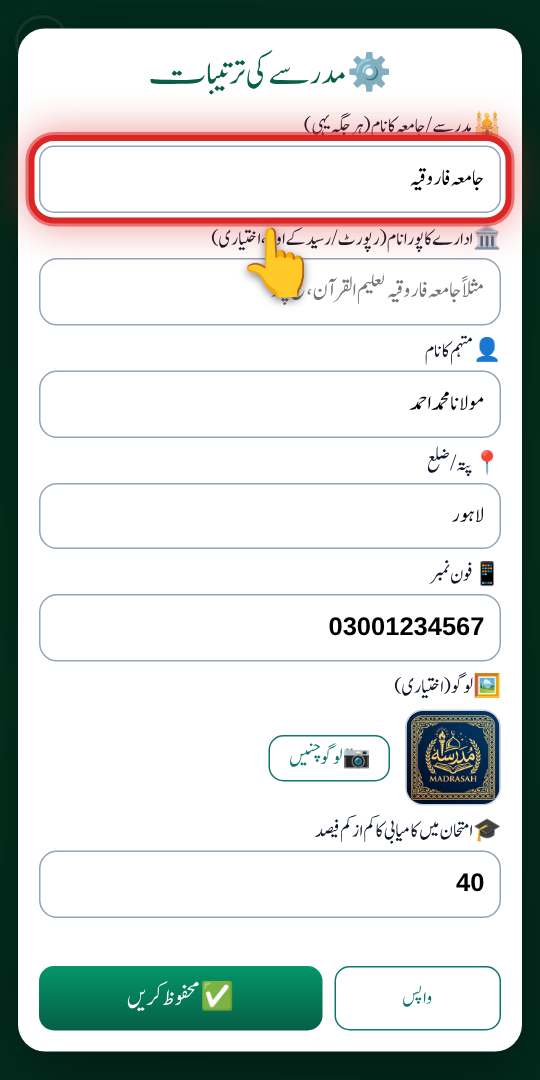 مدرسے کی ترتیبات
مدرسے/جامعہ کا نام (ہر جگہ یہی)
جامعہ فاروقیہ
ادارے کا پورا نام (رپورٹ/رسید کے اوپر، اختیاری)
مثلاً جامعہ فاروقیہ تعلیم القرآن،
مہتمم کا نام
مولانا محمد احمد
پتہ/ضلع
لاہور
فون نمبر
03001234567
لوگو (اختیاری)
مدرسہ
MADRASAH
لوگو چنیں
امتحان میں کامیابی کا کم از کم فیصد
40
واپس
محفوظ کریں